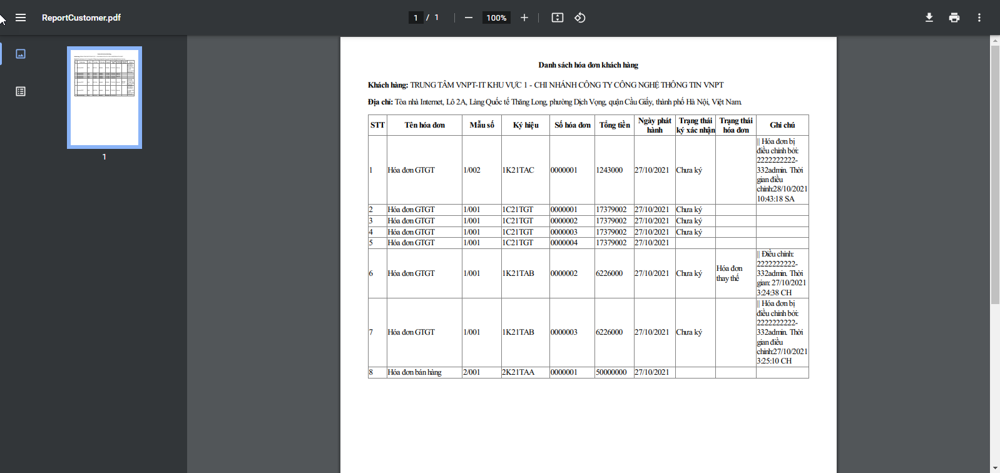 ReportCustomer.pdf
1 / 1
100%
1
Danh sách hóa đơn khách hàng
Khách hàng: TRUNG TÂM VNPT-IT KHU VỰC 1 - CHI NHÁNH CÔNG TY CÔNG NGHỆ THÔNG TIN VNPT
Địa chỉ: Tòa nhà Internet, Lô 2A, Làng Quốc tế Thăng Long, phường Dịch Vọng, quận Cầu Giấy, thành phố Hà Nội, Việt Nam.
STT Tên hóa đơn Mẫu số Ký hiệu Số hóa đơn Tổng tiền Ngày phát hành Trạng thái ký xác nhận Trạng thái hóa đơn Ghi chú
1 Hóa đơn GTGT 1/002 1K21TAC 0000001 1243000 27/10/2021 Chưa ký
|| Hóa đơn bị
điều chỉnh bởi:
2222222222-
332admin. Thời
gian điều
chỉnh:28/10/2021
10:43:18 SA
2 Hóa đơn GTGT 1/001 1C21TGT 0000001 17379002 27/10/2021 Chưa ký
3 Hóa đơn GTGT 1/001 1C21TGT 0000002 17379002 27/10/2021 Chưa ký
4 Hóa đơn GTGT 1/001 1C21TGT 0000003 17379002 27/10/2021 Chưa ký
5 Hóa đơn GTGT 1/001 1C21TGT 0000004 17379002 27/10/2021
6 Hóa đơn GTGT 1/001 1K21TAB 0000002 6226000 27/10/2021 Chưa ký Hóa đơn thay thế
|| Điều chỉnh:
2222222222-
332admin. Thời
gian: 27/10/2021
3:24:38 CH
7 Hóa đơn GTGT 1/001 1K21TAB 0000003 6226000 27/10/2021 Chưa ký
|| Hóa đơn bị
điều chỉnh bởi:
2222222222-
332admin. Thời
gian điều
chỉnh:27/10/2021
3:25:10 CH
8 Hóa đơn bán hàng 2/001 2K21TAA 0000001 50000000 27/10/2021